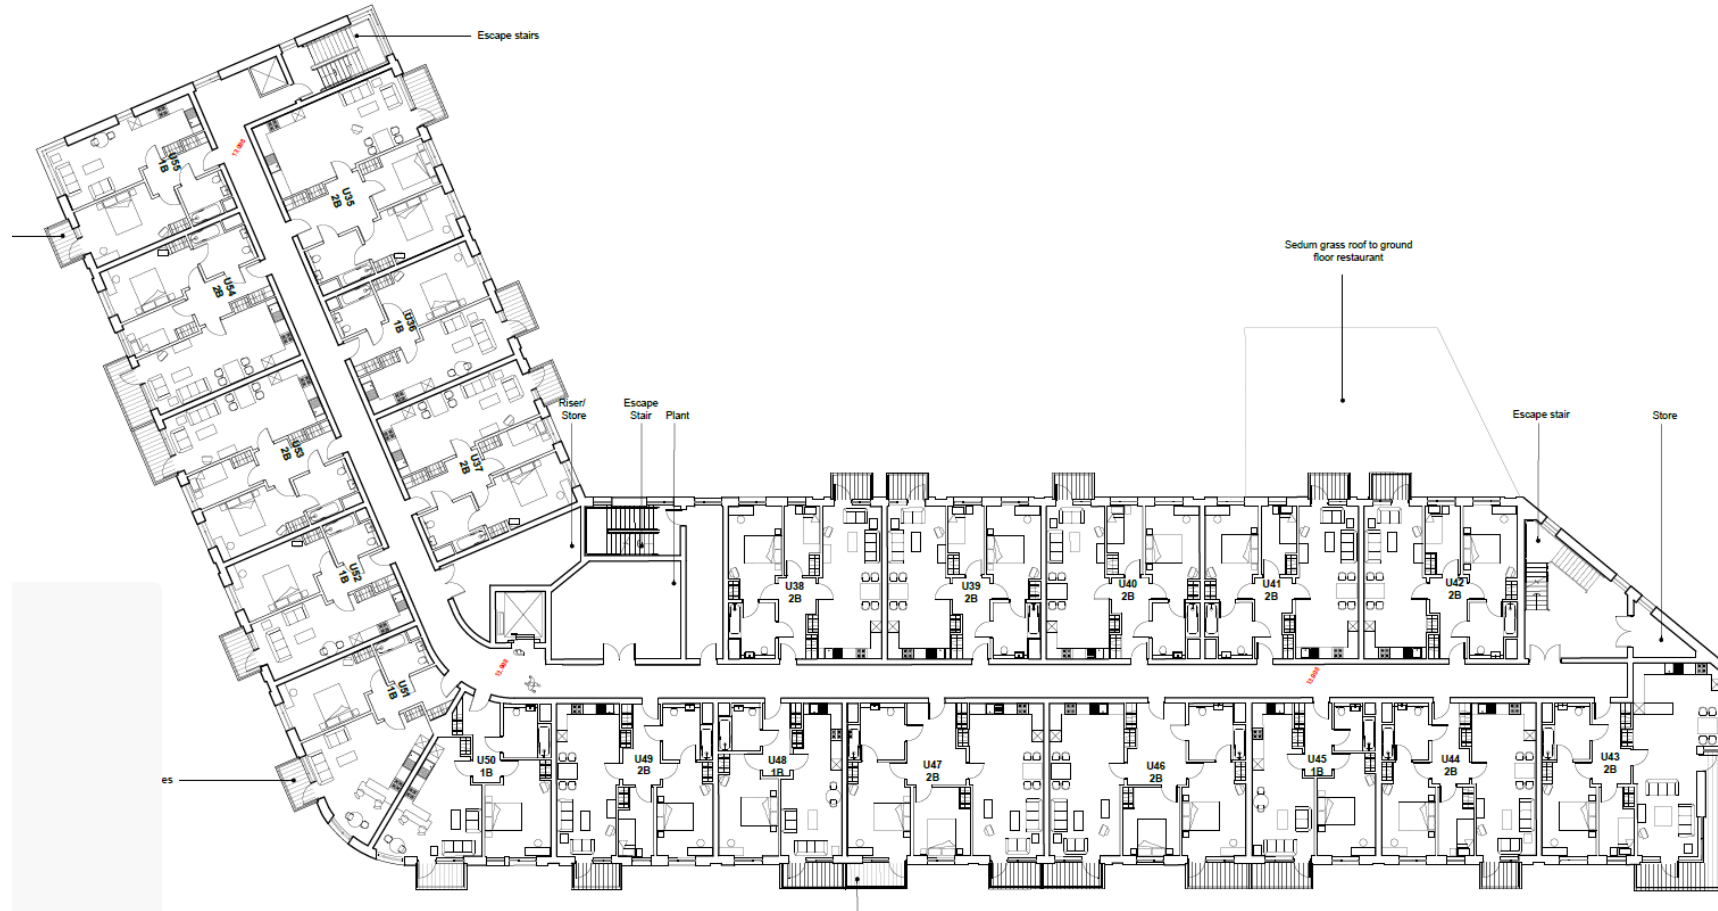 Escape stairs
13.098
U55
1B
U35
2B
U54
2B
U36
1B
Sedum grass roof to ground
floor restaurant
Riser/
Store
Escape
Stair
Plant
Escape stair
Store
U53
2B
U37
2B
U52
1B
U38
2B
U39
2B
U40
2B
U41
2B
U42
2B
U51
1B
U50
1B
U49
2B
U48
1B
U47
2B
U46
2B
U45
1B
U44
2B
U43
2B
es